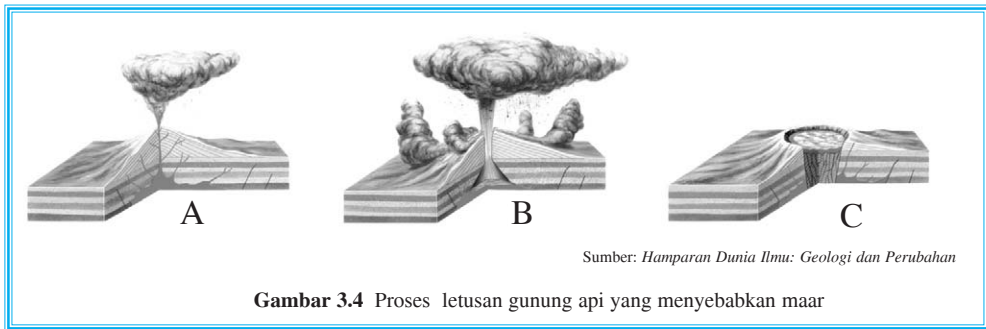 A B C
Sumber: Hamparan Dunia Ilmu: Geologi dan Perubahan
Gambar 3.4 Proses letusan gunung api yang menyebabkan maar